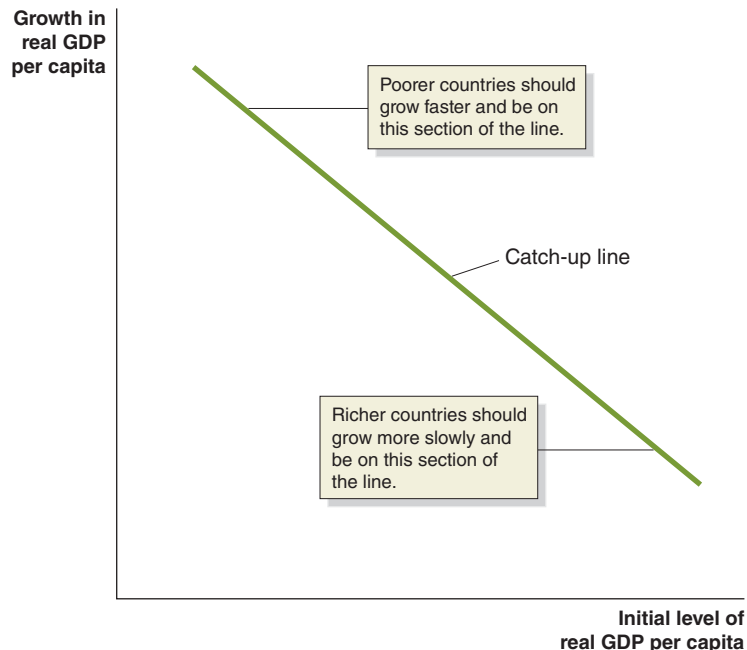 Growth in
real GDP
per capita
Poorer countries should
grow faster and be on
this section of the line.
Catch-up line
Richer countries should
grow more slowly and
be on this section of
the line.
Initial level of
real GDP per capita